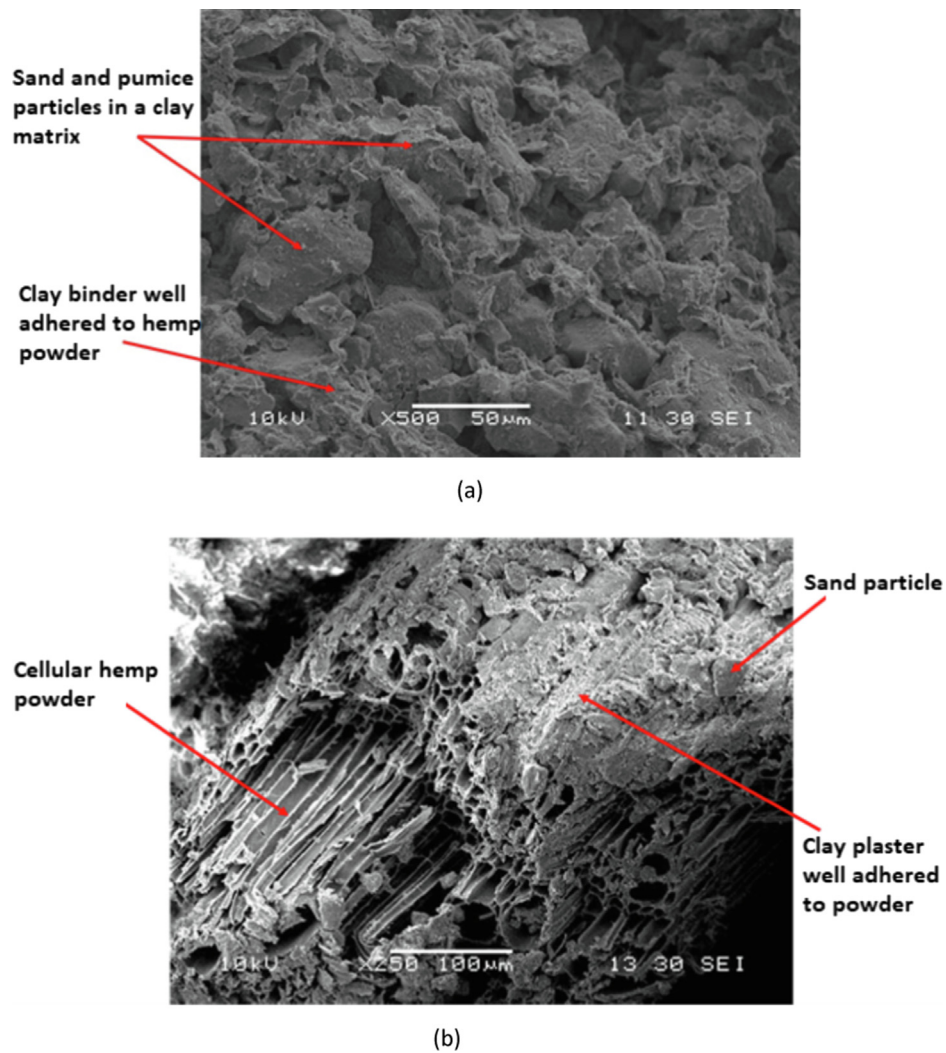 Sand and pumice
particles in a clay
matrix
Clay binder well
adhered to hemp
powder
10kV X500 50μm 11 30 SEI
(a)
Sand particle
Cellular hemp
powder
Clay plaster
well adhered
to powder
10kV X250 100μm 13 30 SEI
(b)